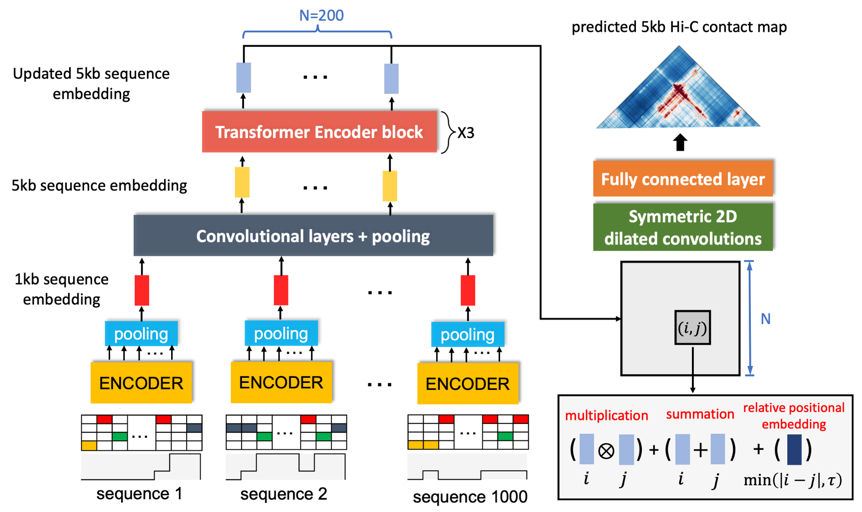 N=200
predicted 5kb Hi-C contact map
Updated 5kb sequence
embedding
...
Transformer Encoder block
X3
5kb sequence embedding
...
Fully connected layer
Symmetric 2D
dilated convolutions
Convolutional layers + pooling
1kb sequence
embedding
...
(i,j)
N
pooling
pooling
pooling
...
...
...
ENCODER
ENCODER
...
ENCODER
multiplication
summation
relative positional
embedding
( ⊗ ) + ( + ) + ( )
i j i j min(|i − j|, τ)
...
...
...
sequence 1
sequence 2
sequence 1000